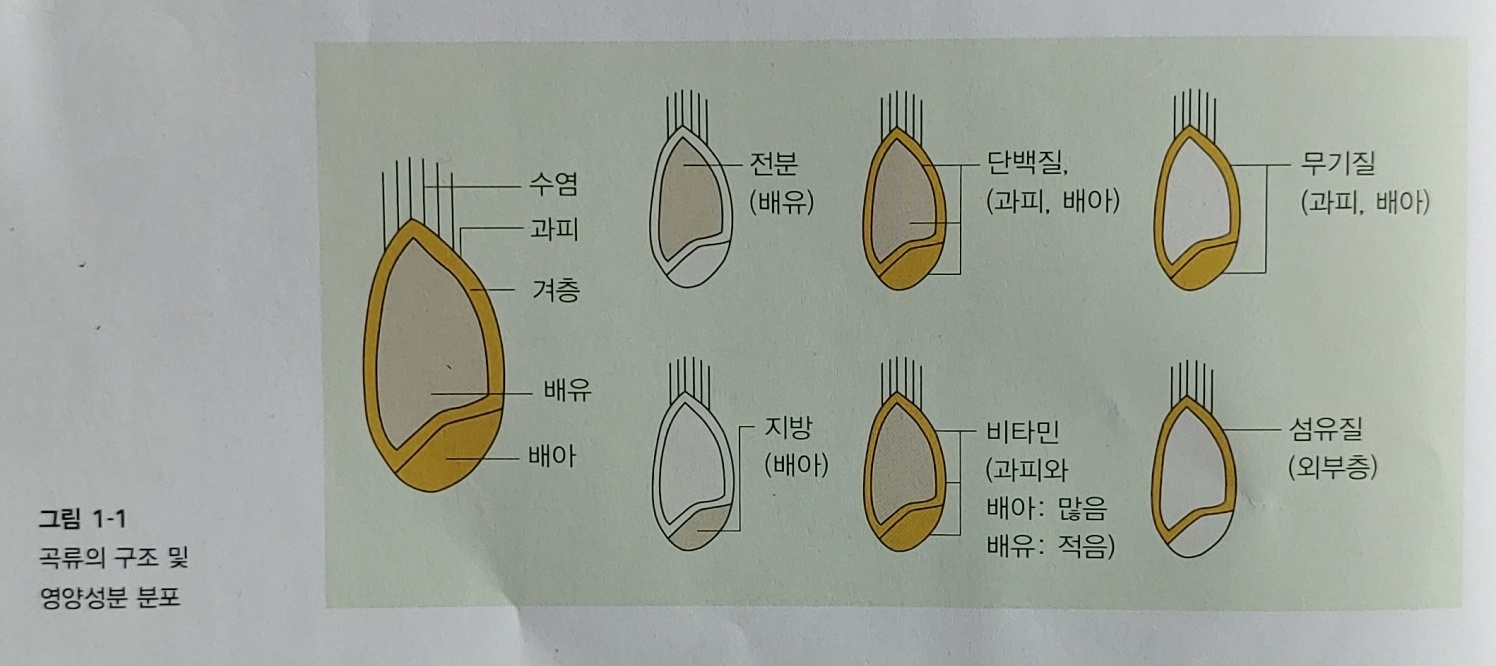 수염
과피
겨층
배유
배아
전분
(배유)
단백질,
(과피, 배아)
무기질
(과피, 배아)
지방
(배아)
비타민
(과피와
배아: 많음
배유: 적음)
섬유질
(외부층)
그림 1-1
곡류의 구조 및
영양성분 분포